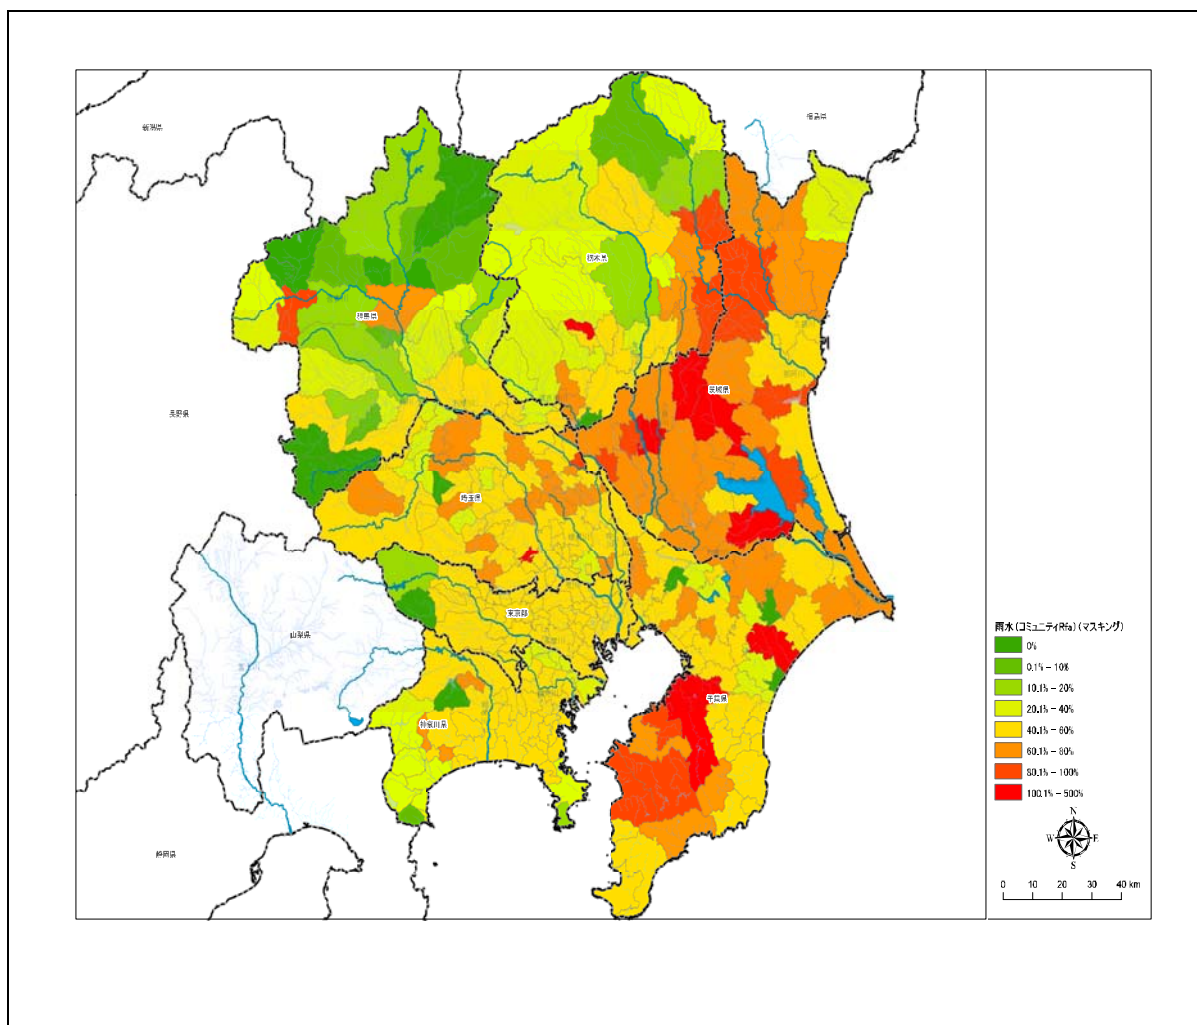 新潟県
福島県
栃木県
群馬県
茨城県
長野県
埼玉県
東京都
山梨県
千葉県
神奈川県
静岡県
雨水(コミュニティRfa)(マスキング)
0%
0.1% - 10%
10.1% - 20%
20.1% - 40%
40.1% - 60%
60.1% - 80%
80.1% - 100%
100.1% - 500%
N
W
E
S
0 10 20 30 40 km